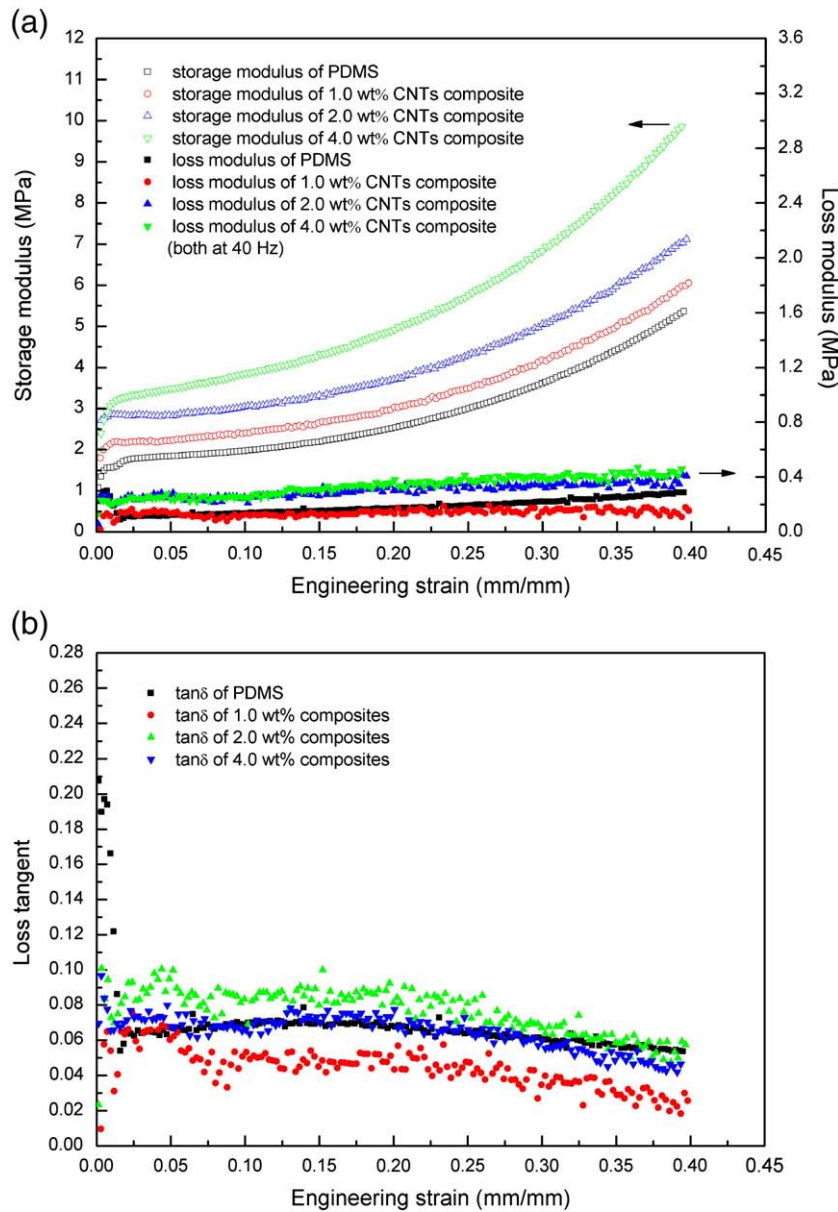 (a)
12
11
10
9
8
7
6
5
4
3
2
1
0
Storage modulus (MPa)
storage modulus of PDMS
storage modulus of 1.0 wt% CNTs composite
storage modulus of 2.0 wt% CNTs composite
storage modulus of 4.0 wt% CNTs composite
loss modulus of PDMS
loss modulus of 1.0 wt% CNTs composite
loss modulus of 2.0 wt% CNTs composite
loss modulus of 4.0 wt% CNTs composite
(both at 40 Hz)
3.6
3.2
2.8
2.4
2.0
1.6
1.2
0.8
0.4
0.0
Loss modulus (MPa)
0.00 0.05 0.10 0.15 0.20 0.25 0.30 0.35 0.40 0.45
Engineering strain (mm/mm)
(b)
0.28
0.26
0.24
0.22
0.20
0.18
0.16
0.14
0.12
0.10
0.08
0.06
0.04
0.02
0.00
Loss tangent
tanδ of PDMS
tanδ of 1.0 wt% composites
tanδ of 2.0 wt% composites
tanδ of 4.0 wt% composites
0.00 0.05 0.10 0.15 0.20 0.25 0.30 0.35 0.40 0.45
Engineering strain (mm/mm)